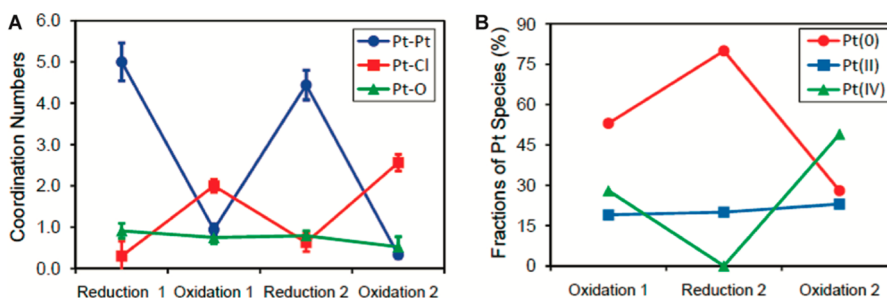 A
Coordination Numbers
6.0
5.0
4.0
3.0
2.0
1.0
0.0
Pt-Pt
Pt-Cl
Pt-O
Reduction 1 Oxidation 1 Reduction 2 Oxidation 2
B
Fractions of Pt Species (%)
90
75
60
45
30
15
0
Pt(0)
Pt(II)
Pt(IV)
Oxidation 1 Reduction 2 Oxidation 2